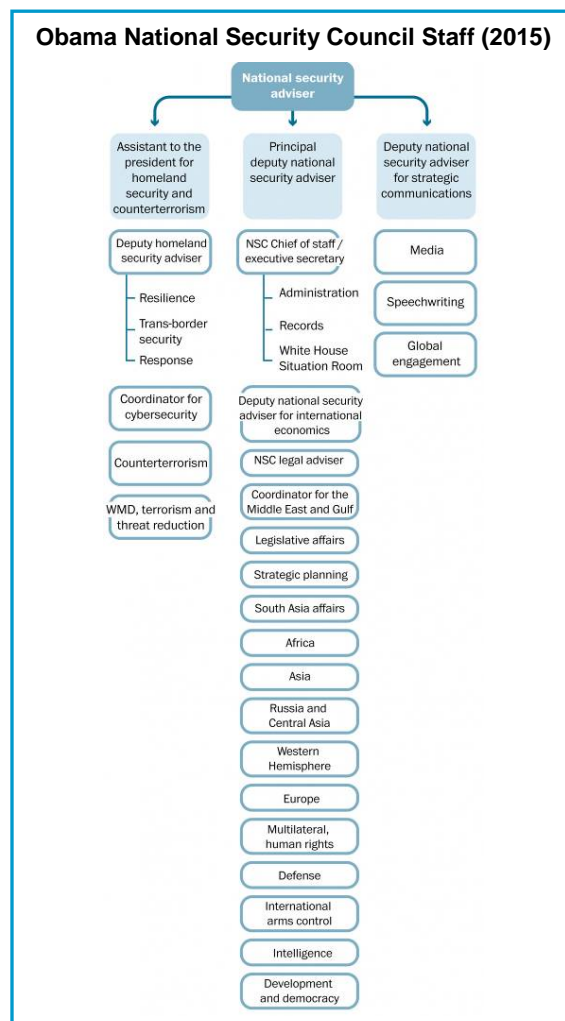 Obama National Security Council Staff (2015)
National security
adviser
Assistant to the
president for
homeland
security and
counterterrorism
Deputy homeland
security adviser
Resilience
Trans-border
security
Response
Coordinator for
cybersecurity
Counterterrorism
WMD, terrorism and
threat reduction
Principal
deputy national
security adviser
NSC Chief of staff /
executive secretary
Administration
Records
White House
Situation Room
Deputy national security
adviser for international
economics
NSC legal adviser
Coordinator for the
Middle East and Gulf
Legislative affairs
Strategic planning
South Asia affairs
Africa
Asia
Russia and
Central Asia
Western
Hemisphere
Europe
Multilateral,
human rights
Defense
International
arms control
Intelligence
Development
and democracy
Deputy national
security adviser
for strategic
communications
Media
Speechwriting
Global
engagement